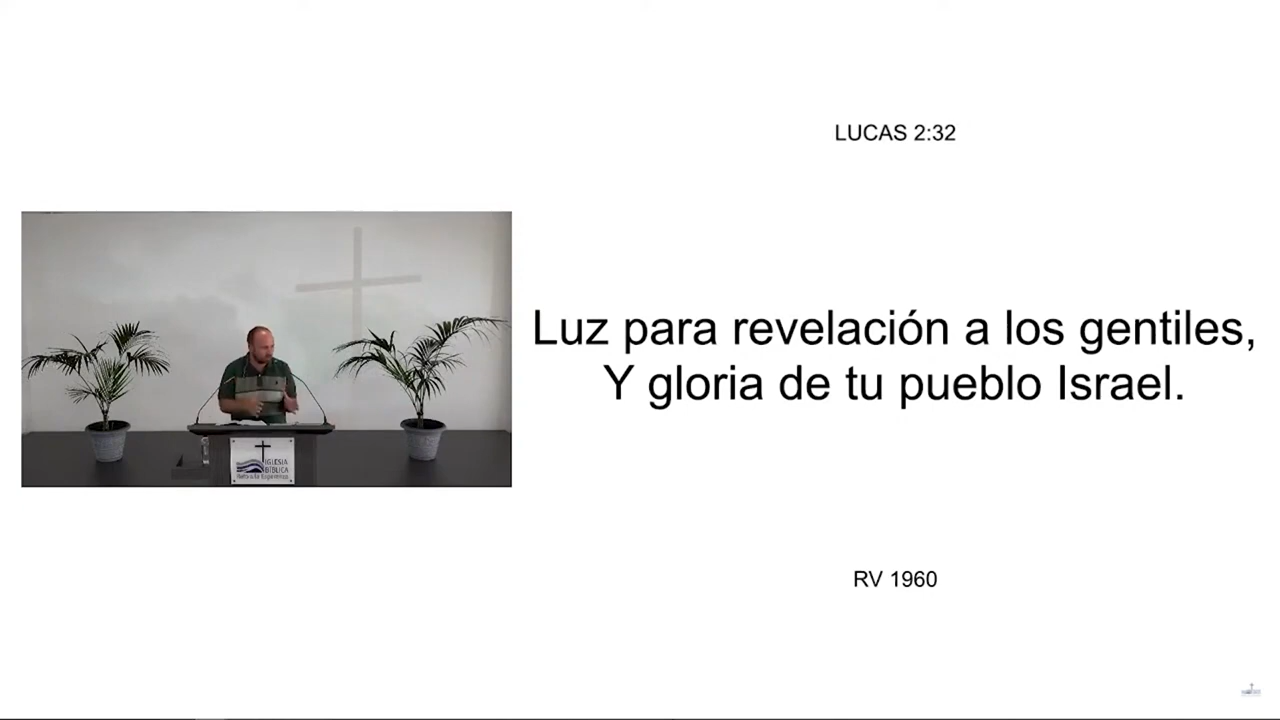 LUCAS 2:32
Luz para revelación a los gentiles,
Y gloria de tu pueblo Israel.
RV 1960
IGLESIA
BIBLICA